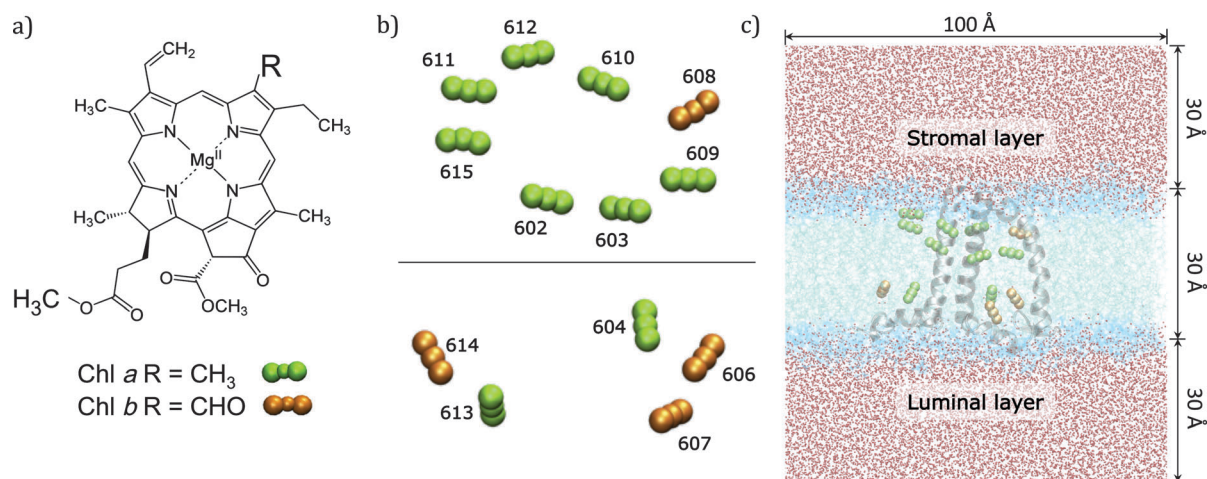 a)
CH₂
R
H₃C
CH₃
N
N
Mgᴵᴵ
N
N
H₃C
CH₃
O
OCH₃
O
H₃C
O
O
Chl a R = CH₃
Chl b R = CHO
b)
612
611
610
608
615
609
602
603
614
604
606
613
607
c)
100 Å
30 Å
Stromal layer
30 Å
Luminal layer
30 Å